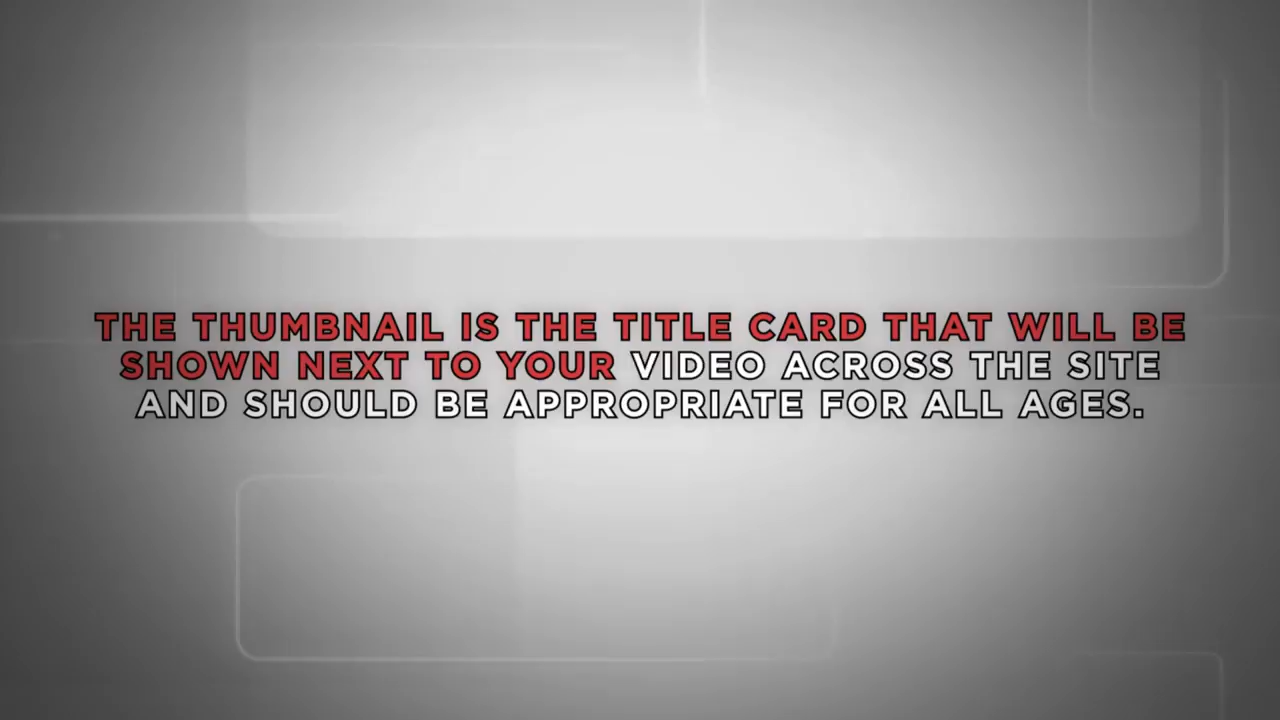 THE THUMBNAIL IS THE TITLE CARD THAT WILL BE
SHOWN NEXT TO YOUR VIDEO ACROSS THE SITE
AND SHOULD BE APPROPRIATE FOR ALL AGES.